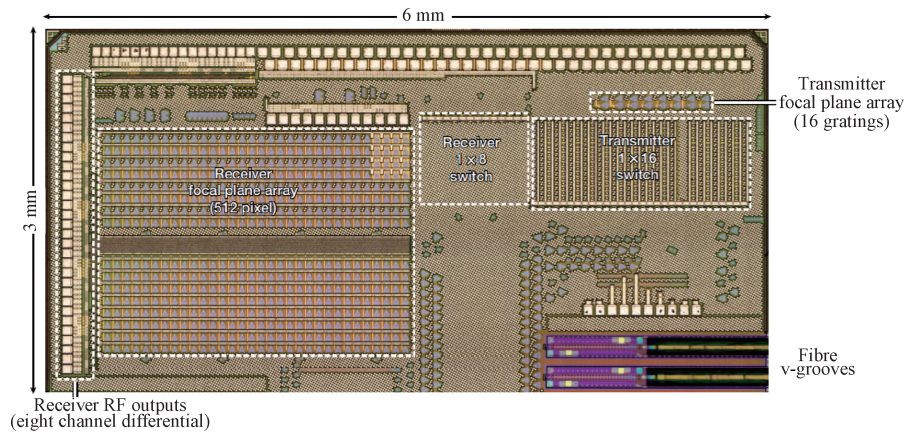 6 mm
3 mm
Transmitter
focal plane array
(16 gratings)
Receiver
1 x 8
switch
Transmitter
1 x 16
switch
Receiver
focal plane array
(512 pixel)
Fibre
v-grooves
Receiver RF outputs
(eight channel differential)